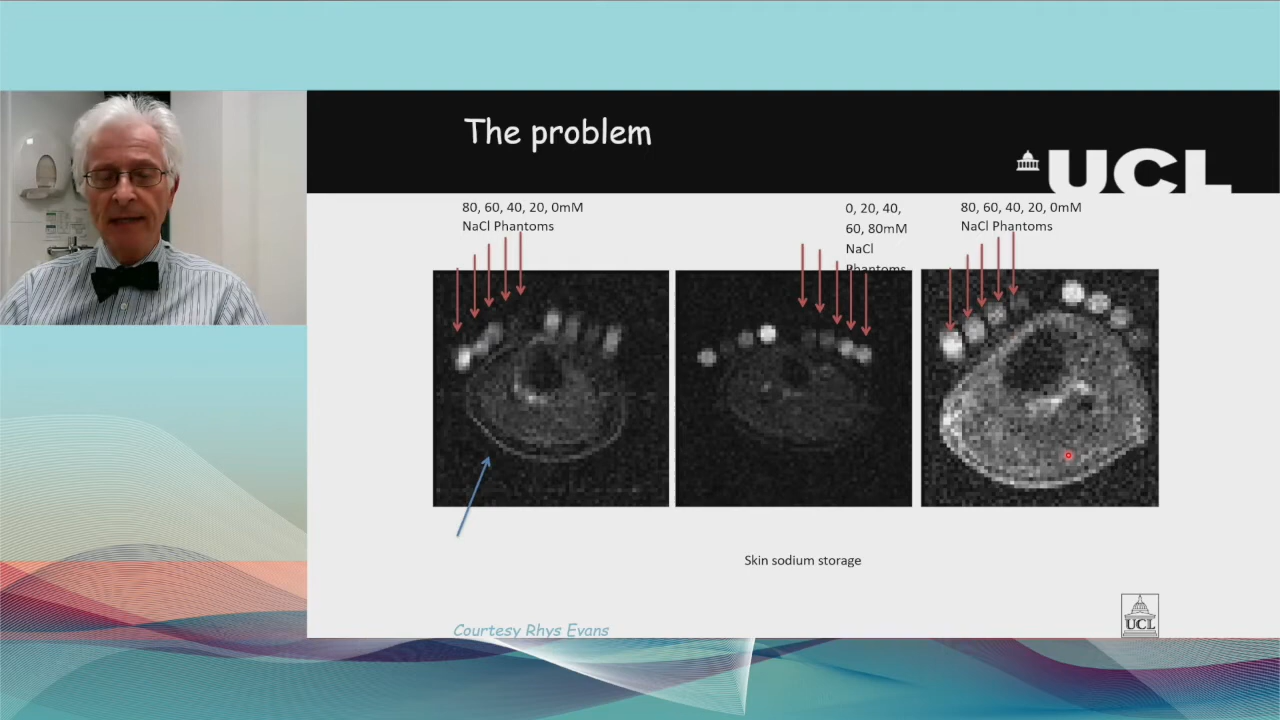 The problem
UCL
80, 60, 40, 20, 0mM
NaCl Phantoms
0, 20, 40,
60, 80mM
NaCl
Phantoms
80, 60, 40, 20, 0mM
NaCl Phantoms
Skin sodium storage
Courtesy Rhys Evans
UCL